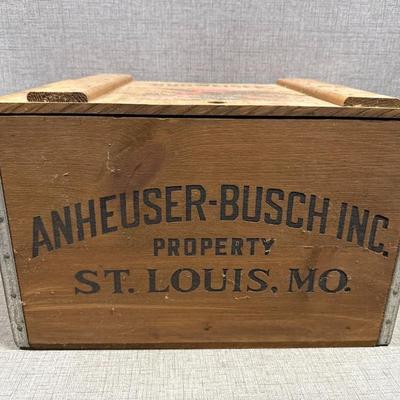 ANHEUSER-BUSCH INC.
PROPERTY
ST. LOUIS, MO.